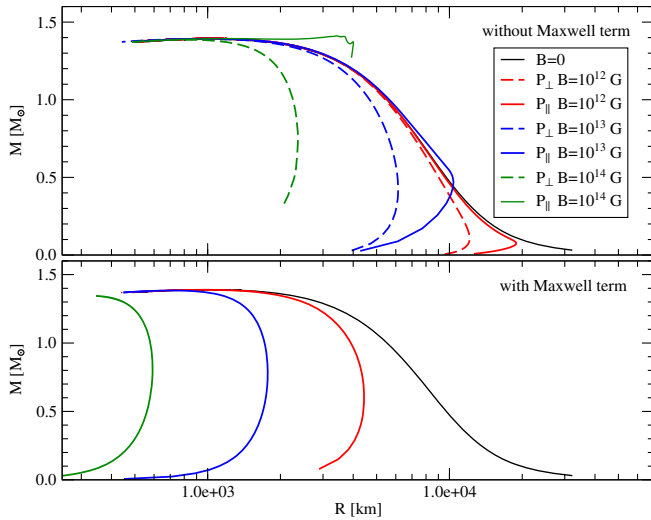 1.5
1.0
0.5
0.0
M [M☉]
without Maxwell term
B=0
P⊥ B=10¹² G
P∥ B=10¹² G
P⊥ B=10¹³ G
P∥ B=10¹³ G
P⊥ B=10¹⁴ G
P∥ B=10¹⁴ G
1.5
1.0
0.5
0.0
M [M☉]
with Maxwell term
1.0e+03
1.0e+04
R [km]